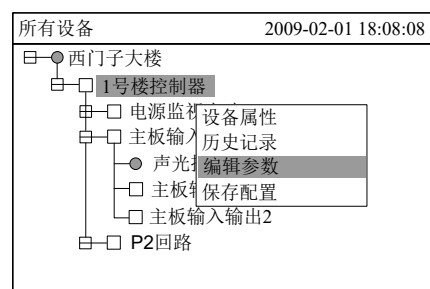 所有设备 2009-02-01 18:08:08
西门子大楼
1号楼控制器
电源监视
设备属性
主板输入
历史记录
声光
编辑参数
主板
保存配置
主板输入输出2
P2回路